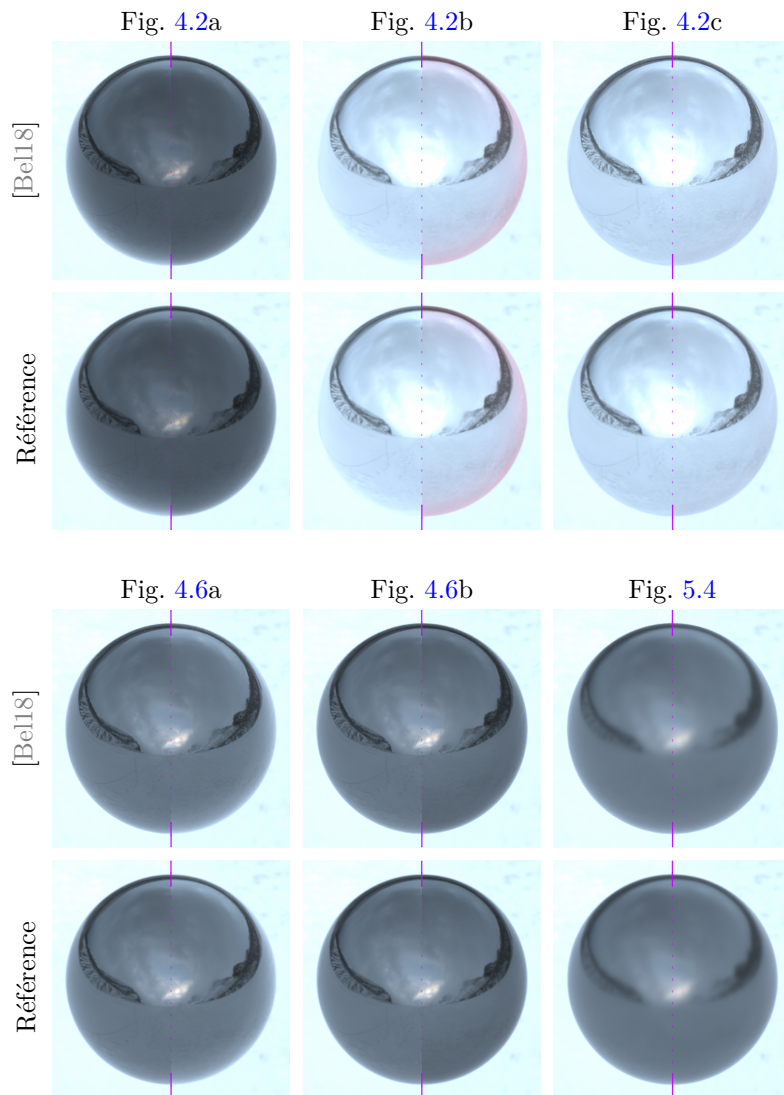 Fig. 4.2a Fig. 4.2b Fig. 4.2c
[Bel18]
Référence
Fig. 4.6a Fig. 4.6b Fig. 5.4
[Bel18]
Référence